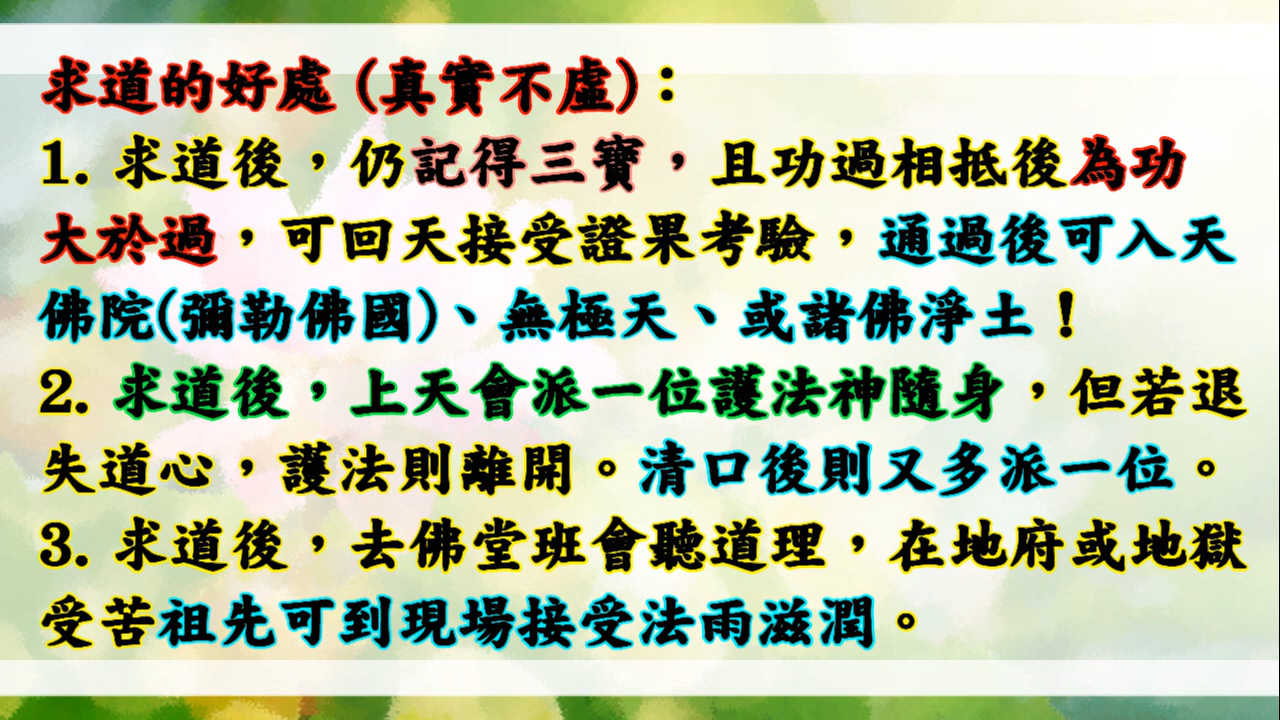 求道的好處 (真實不虛)：
1. 求道後，仍記得三寶，且功過相抵後為功
大於過，可回天接受證果考驗，通過後可入天
佛院(彌勒佛國)、無極天、或諸佛淨土！
2. 求道後，上天會派一位護法神隨身，但若退
失道心，護法則離開。清口後則又多派一位。
3. 求道後，去佛堂班會聽道理，在地府或地獄
受苦祖先可到現場接受法雨滋潤。